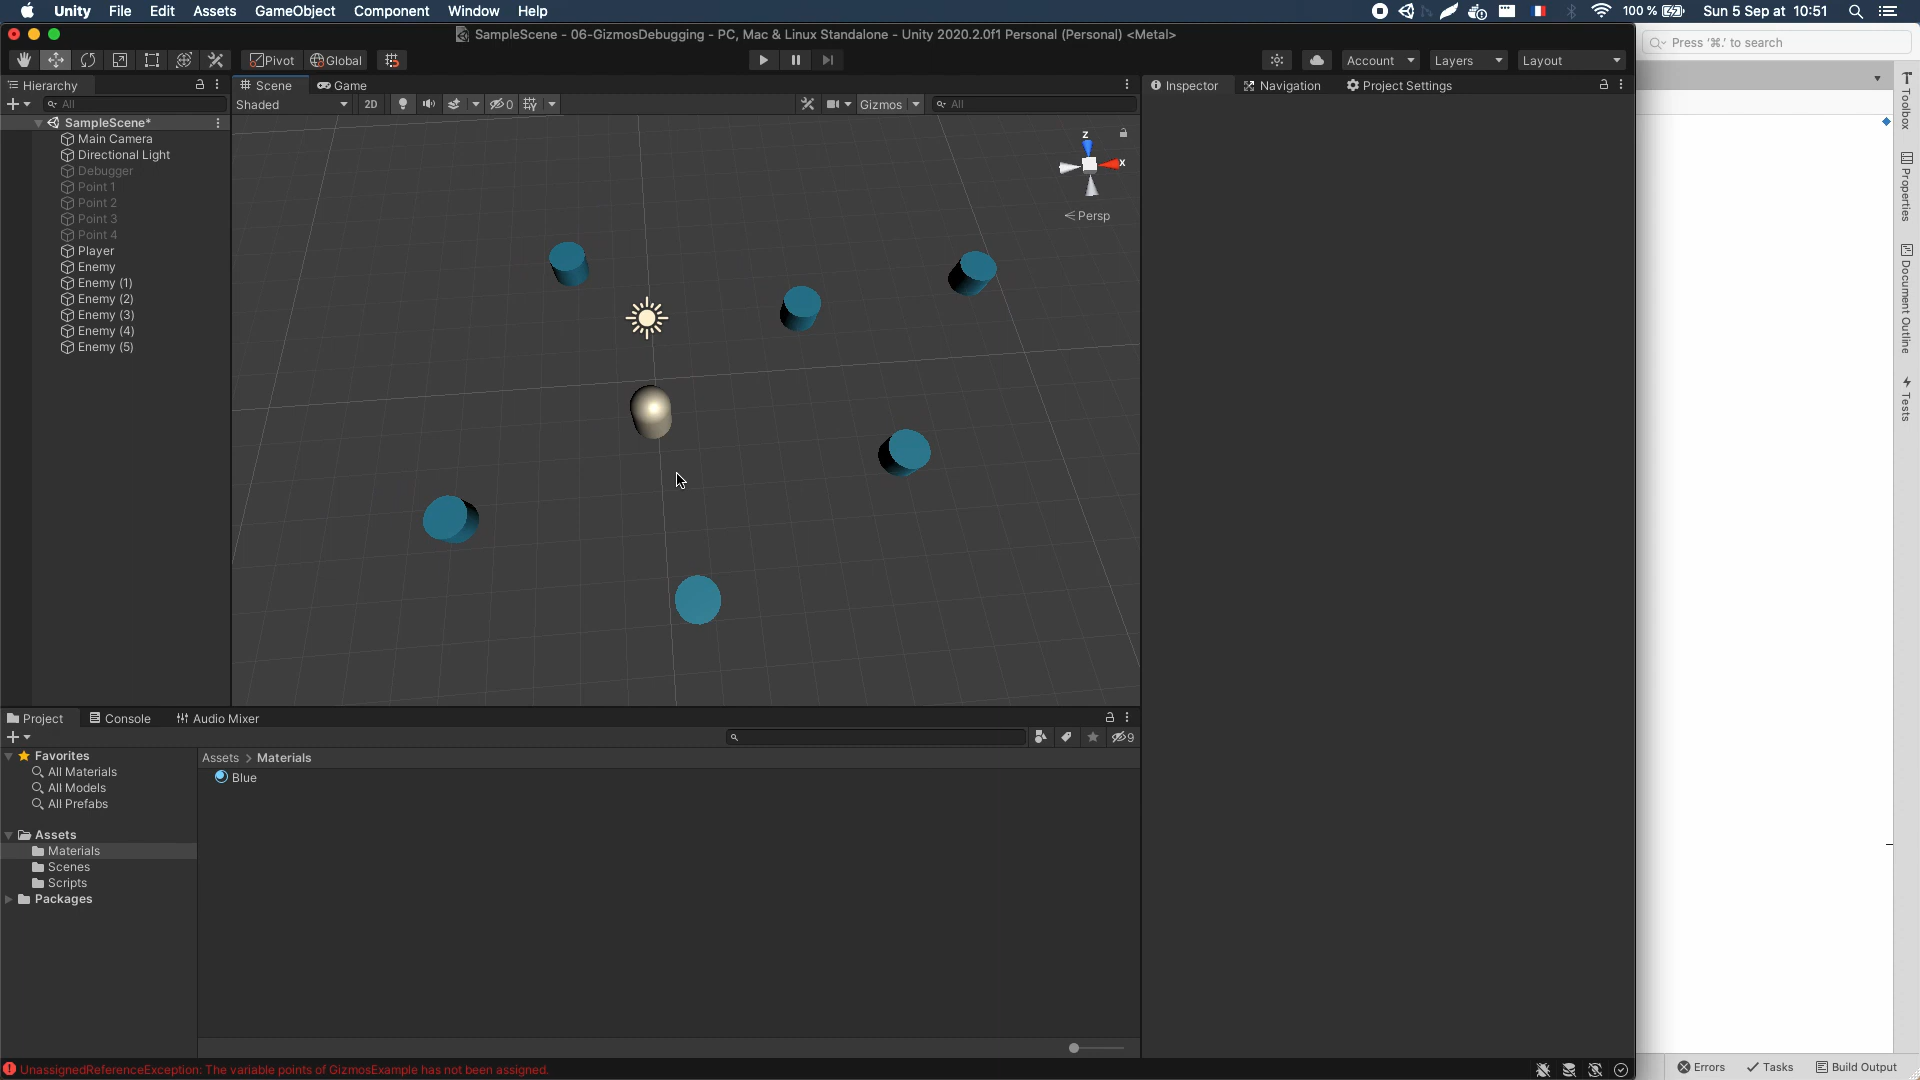 Unity File Edit Assets GameObject Component Window Help
100 % Sun 5 Sep at 10:51
SampleScene - 06-GizmosDebugging - PC, Mac & Linux Standalone - Unity 2020.2.0f1 Personal (Personal) <Metal>
Press '⌘.' to search
Pivot Global
Account Layers Layout
Hierarchy
Scene Game
Inspector Navigation Project Settings
All
Shaded 2D 0 Gizmos All
SampleScene*
Main Camera
Directional Light
Debugger
Point 1
Point 2
Point 3
Point 4
Player
Enemy
Enemy (1)
Enemy (2)
Enemy (3)
Enemy (4)
Enemy (5)
z
x
< Persp
Toolbox
Properties
Document Outline
Tests
Project Console Audio Mixer
9
Favorites
All Materials
All Models
All Prefabs
Assets
Materials
Scenes
Scripts
Packages
Assets > Materials
Blue
UnassignedReferenceException: The variable points of GizmosExample has not been assigned.
Errors Tasks Build Output